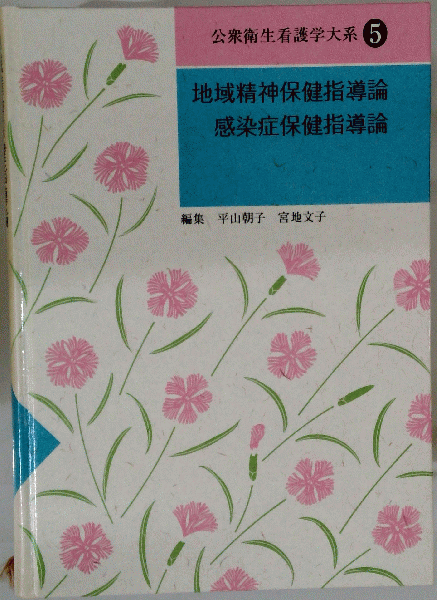 公衆衛生看護学大系 5
地域精神保健指導論
感染症保健指導論
編集 平山朝子 宮地文子